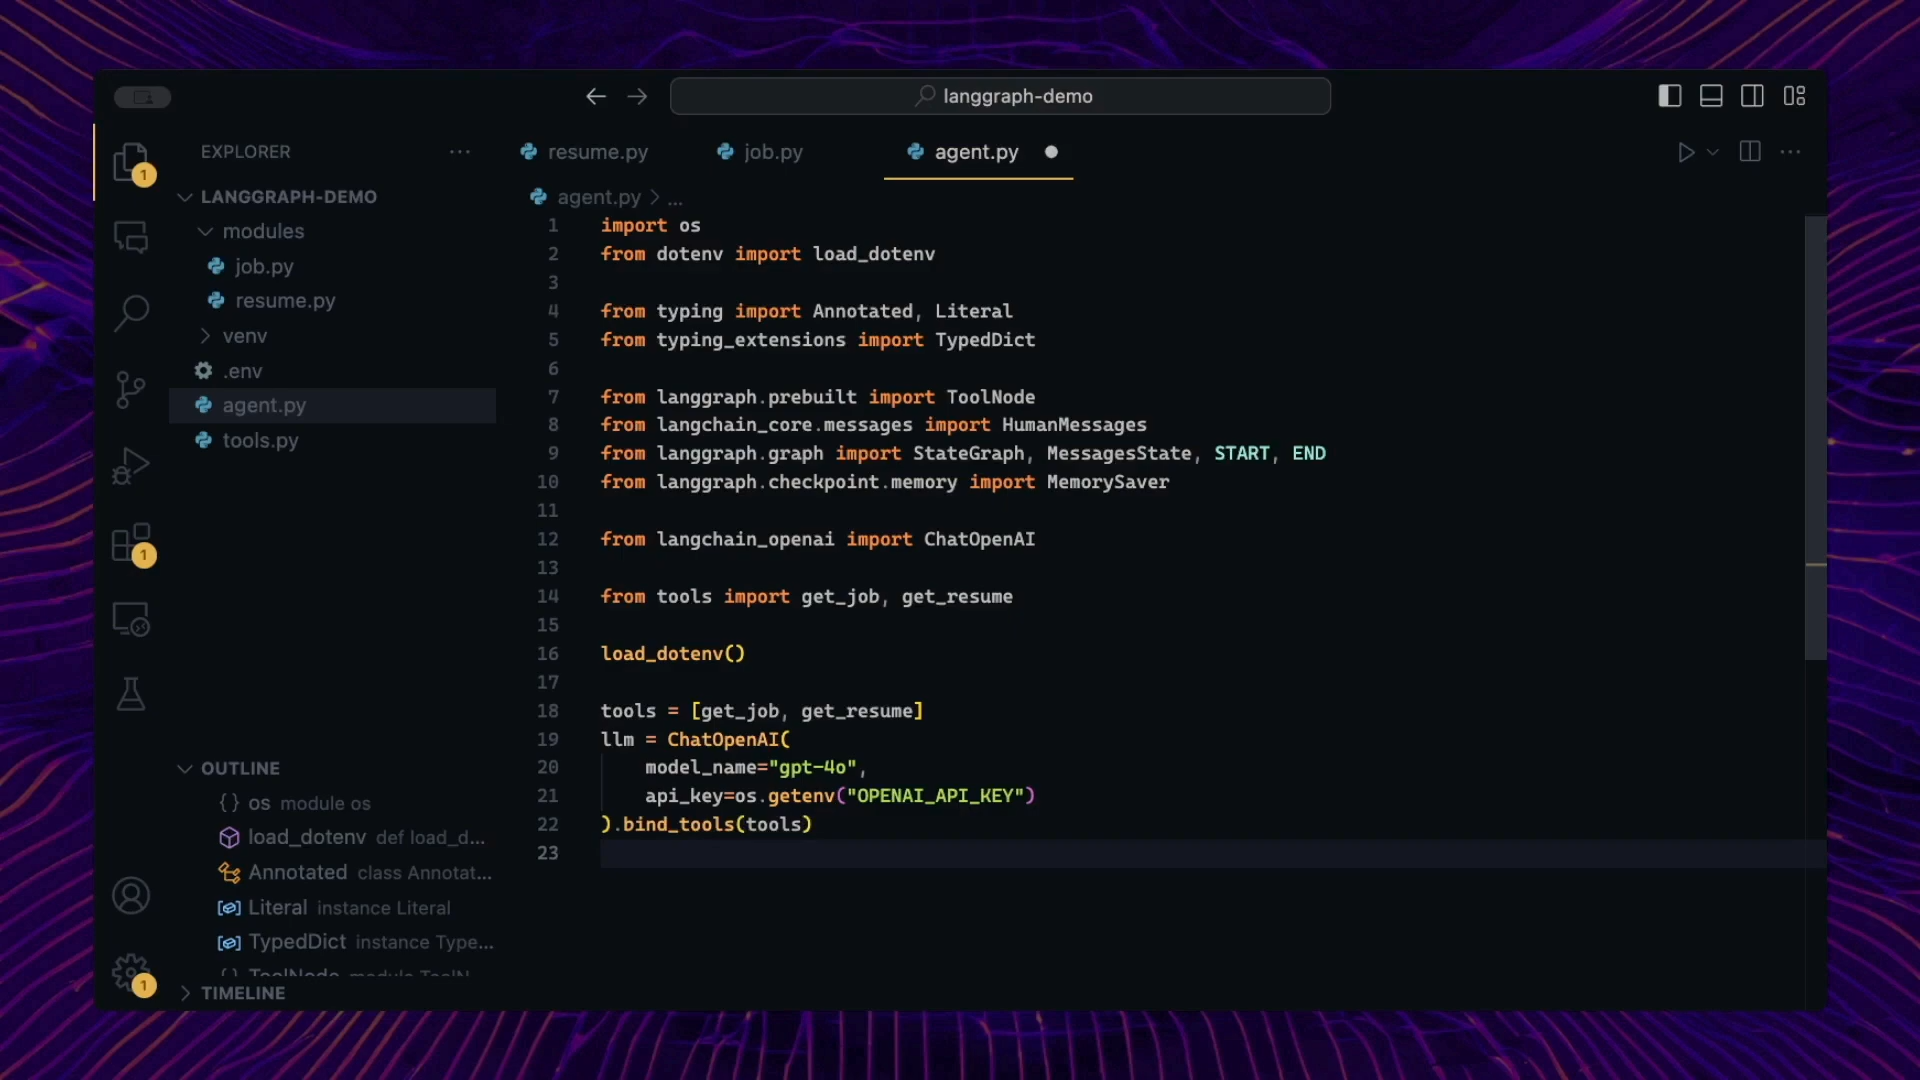 langgraph-demo
EXPLORER
resume.py
job.py
agent.py
LANGGRAPH-DEMO
modules
job.py
resume.py
venv
.env
agent.py
tools.py
1
1
1
OUTLINE
os module os
load_dotenv def load_d...
Annotated class Annotat...
Literal instance Literal
TypedDict instance Type...
ToolNode module ToolN
TIMELINE
agent.py > ...
1 import os
2 from dotenv import load_dotenv
3
4 from typing import Annotated, Literal
5 from typing_extensions import TypedDict
6
7 from langgraph.prebuilt import ToolNode
8 from langchain_core.messages import HumanMessages
9 from langgraph.graph import StateGraph, MessagesState, START, END
10 from langgraph.checkpoint.memory import MemorySaver
11
12 from langchain_openai import ChatOpenAI
13
14 from tools import get_job, get_resume
15
16 load_dotenv()
17
18 tools = [get_job, get_resume]
19 llm = ChatOpenAI(
20 model_name="gpt-4o",
21 api_key=os.getenv("OPENAI_API_KEY")
22 ).bind_tools(tools)
23